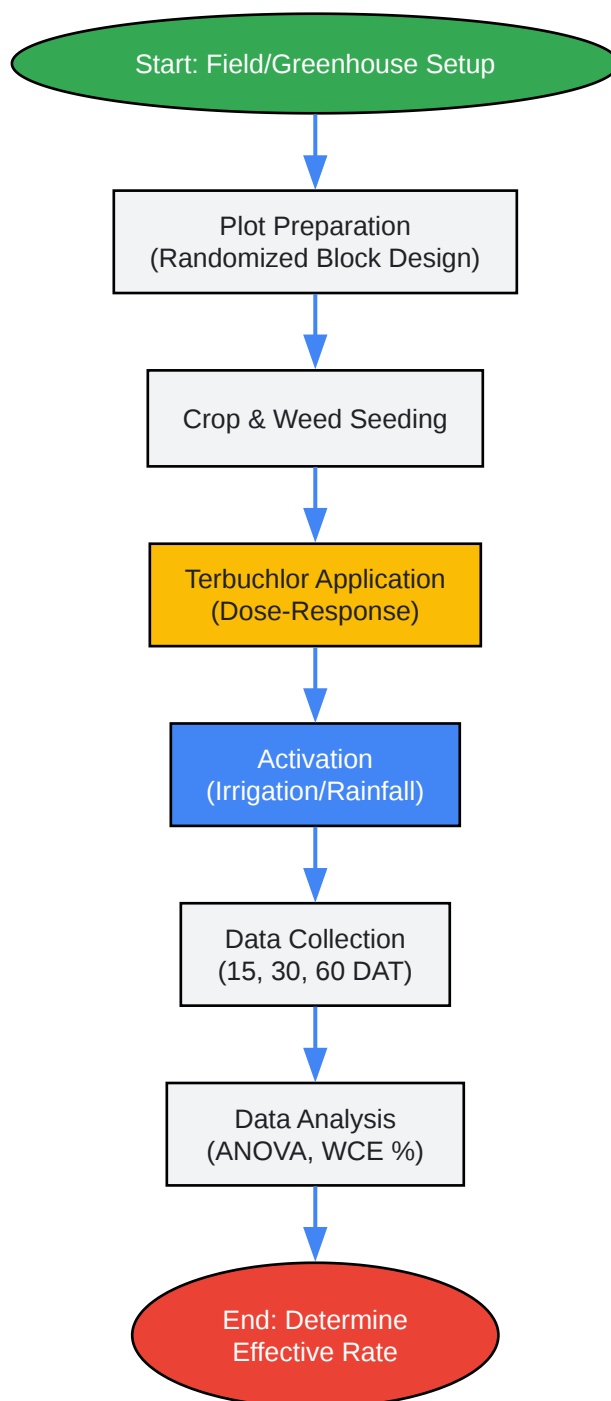 Start: Field/Greenhouse Setup
Plot Preparation
(Randomized Block Design)
Crop & Weed Seeding
Terbuchlor Application
(Dose-Response)
Activation
(Irrigation/Rainfall)
Data Collection
(15, 30, 60 DAT)
Data Analysis
(ANOVA, WCE %)
End: Determine
Effective Rate